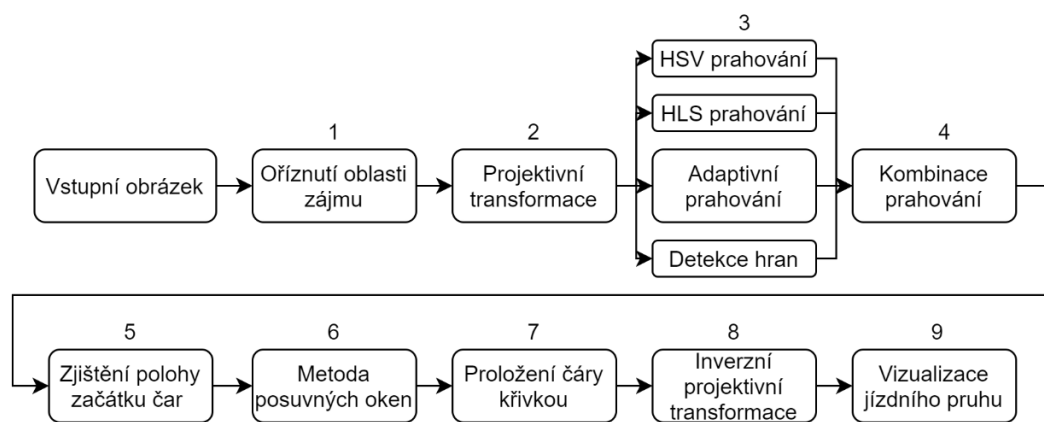 3
HSV prahování
HLS prahování
1
2
4
Vstupní obrázek
Oříznutí oblasti
zájmu
Projektivní
transformace
Adaptivní
prahování
Kombinace
prahování
Detekce hran
5
6
7
8
9
Zjištění polohy
začátku čar
Metoda
posuvných oken
Proložení čáry
křivkou
Inverzní
projektivní
transformace
Vizualizace
jízdního pruhu